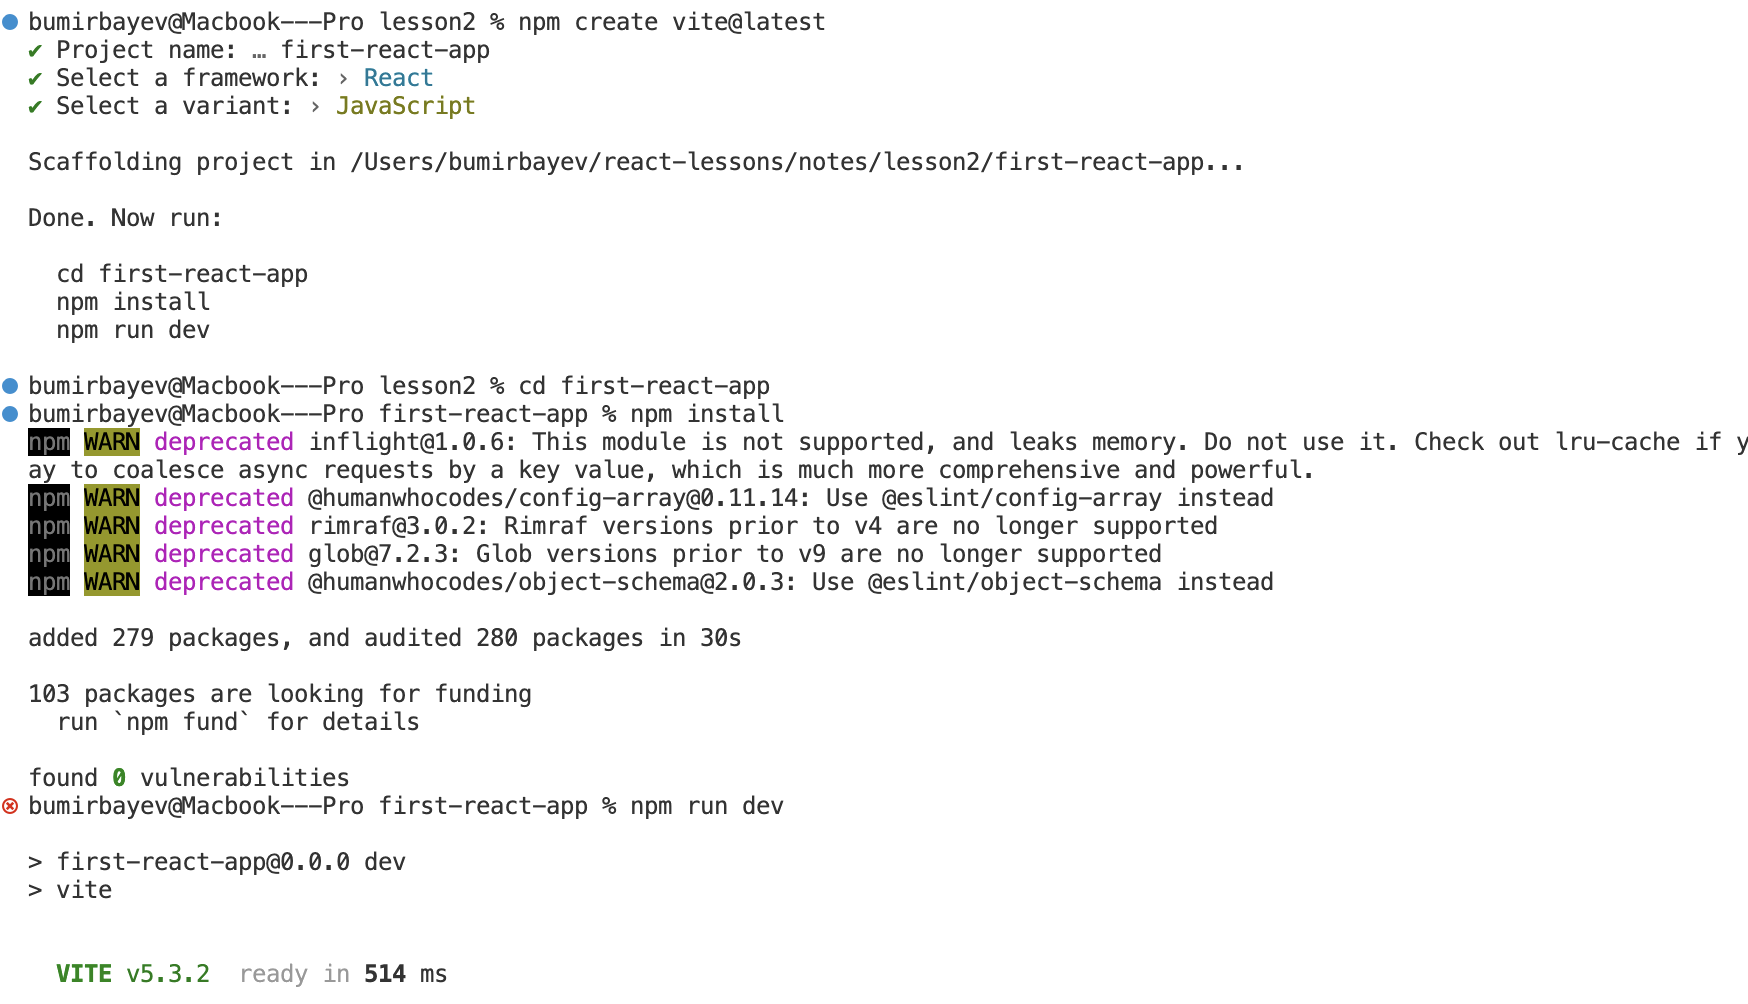 bumirbayev@Macbook---Pro lesson2 % npm create vite@latest
✔ Project name: … first-react-app
✔ Select a framework: › React
✔ Select a variant: › JavaScript
Scaffolding project in /Users/bumirbayev/react-lessons/notes/lesson2/first-react-app...
Done. Now run:
cd first-react-app
npm install
npm run dev
bumirbayev@Macbook---Pro lesson2 % cd first-react-app
bumirbayev@Macbook---Pro first-react-app % npm install
npm WARN deprecated inflight@1.0.6: This module is not supported, and leaks memory. Do not use it. Check out lru-cache if y
ay to coalesce async requests by a key value, which is much more comprehensive and powerful.
npm WARN deprecated @humanwhocodes/config-array@0.11.14: Use @eslint/config-array instead
npm WARN deprecated rimraf@3.0.2: Rimraf versions prior to v4 are no longer supported
npm WARN deprecated glob@7.2.3: Glob versions prior to v9 are no longer supported
npm WARN deprecated @humanwhocodes/object-schema@2.0.3: Use @eslint/object-schema instead
added 279 packages, and audited 280 packages in 30s
103 packages are looking for funding
run `npm fund` for details
found 0 vulnerabilities
bumirbayev@Macbook---Pro first-react-app % npm run dev
> first-react-app@0.0.0 dev
> vite
VITE v5.3.2 ready in 514 ms